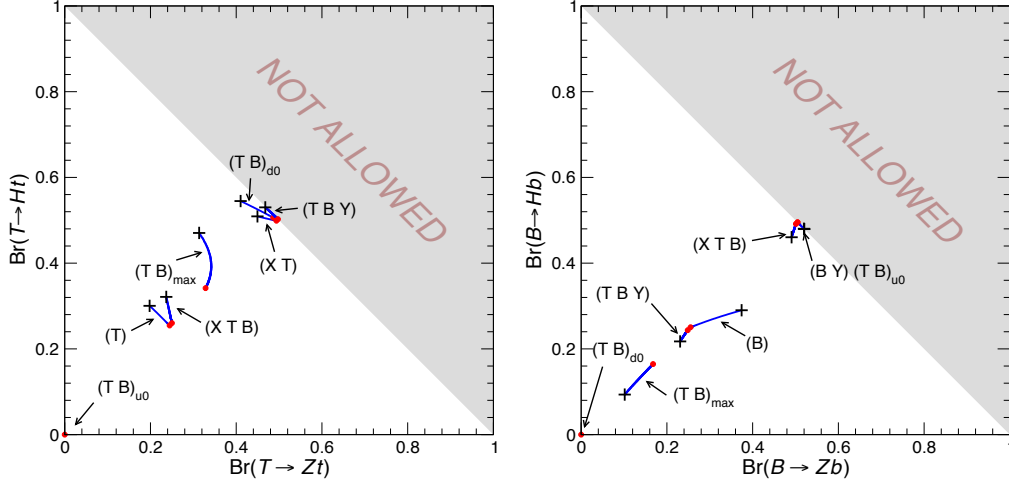 1
0.8
0.6
0.4
0.2
0
0
0.2
0.4
0.6
0.8
1
Br(T → Ht)
Br(T → Zt)
NOT ALLOWED
(T B)d0
(T B Y)
(X T)
(T B)max
(X T B)
(T)
(T B)u0
1
0.8
0.6
0.4
0.2
0
0
0.2
0.4
0.6
0.8
1
Br(B → Hb)
Br(B → Zb)
NOT ALLOWED
(X T B)
(B Y) (T B)u0
(T B Y)
(B)
(T B)d0
(T B)max